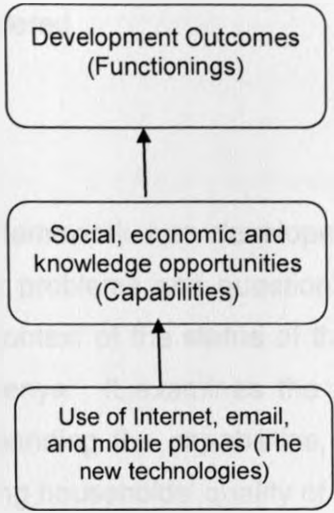 Development Outcomes
(Functionings)
Social, economic and
knowledge opportunities
(Capabilities)
Use of Internet, email,
and mobile phones (The
new technologies)